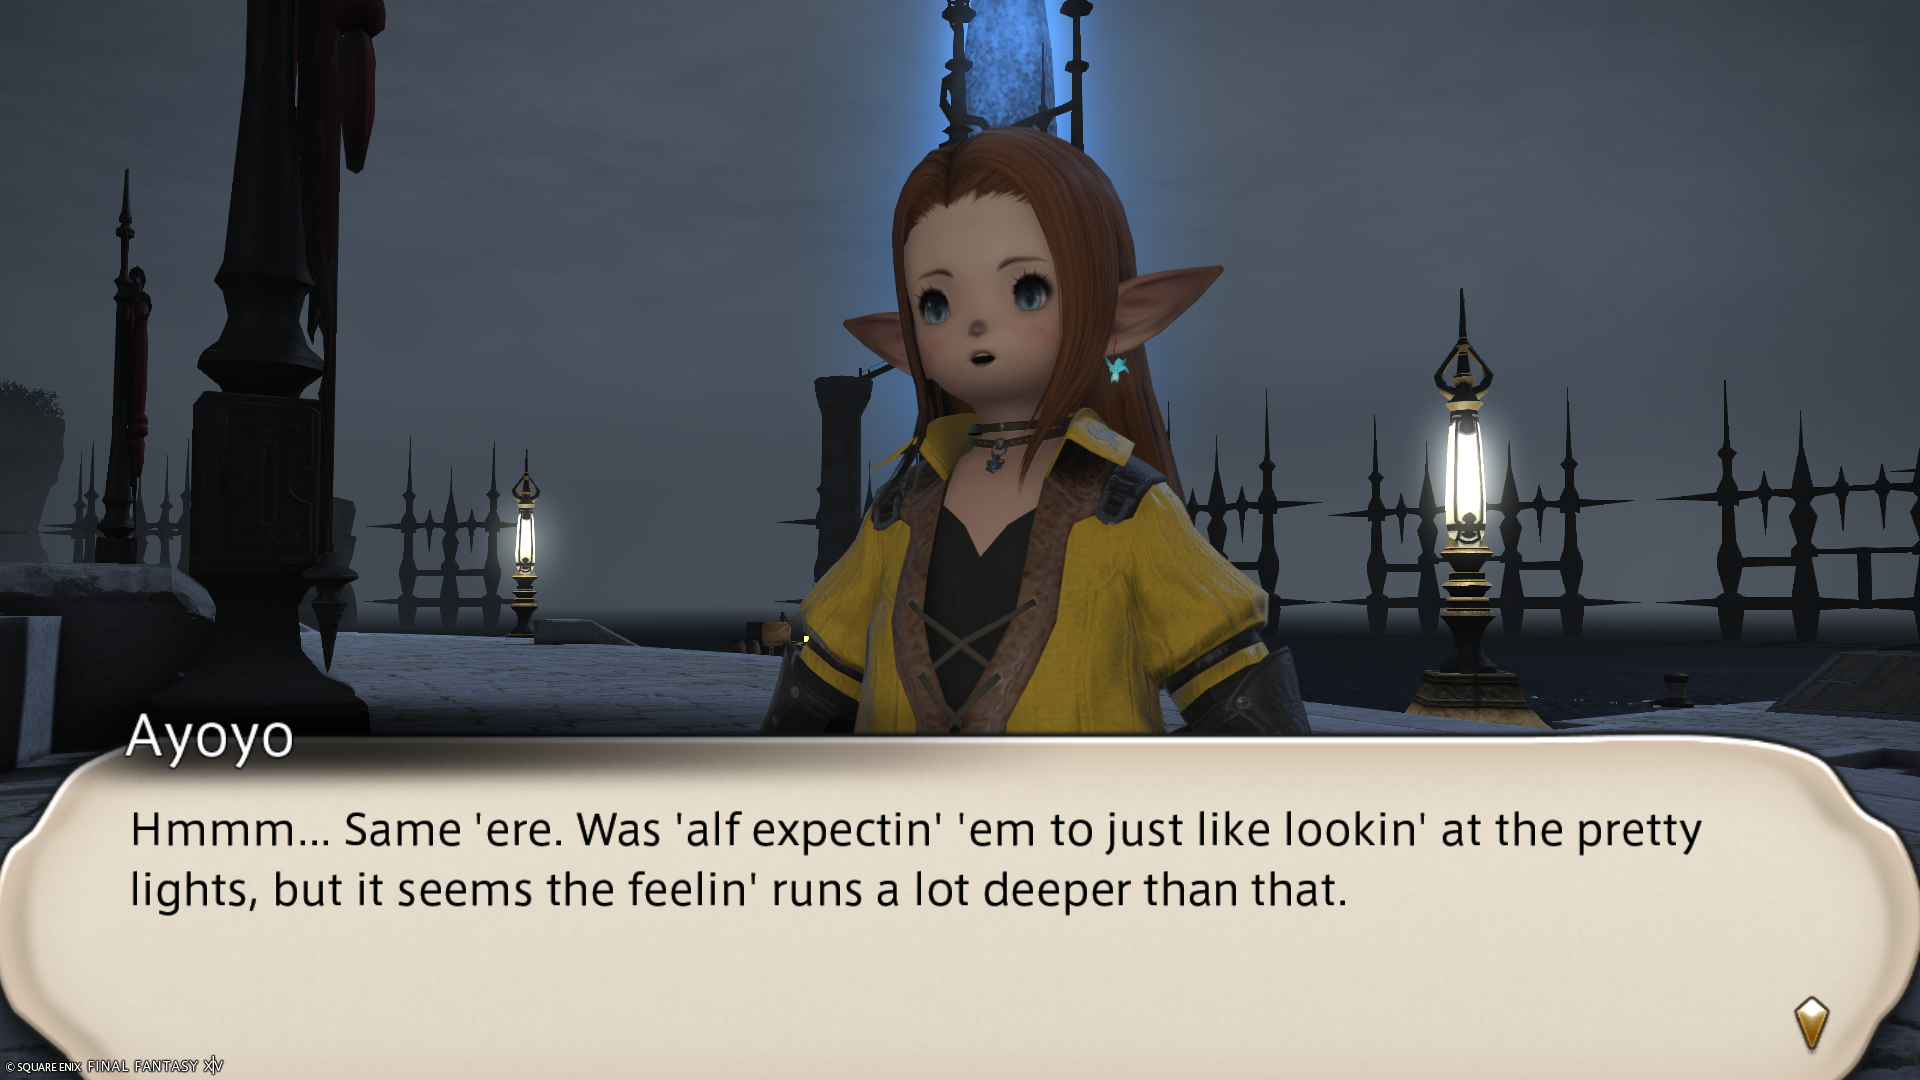 Ayoyo
Hmmm... Same 'ere. Was 'alf expectin' 'em to just like lookin' at the pretty
lights, but it seems the feelin' runs a lot deeper than that.
© SQUARE ENIX FINAL FANTASY XIV